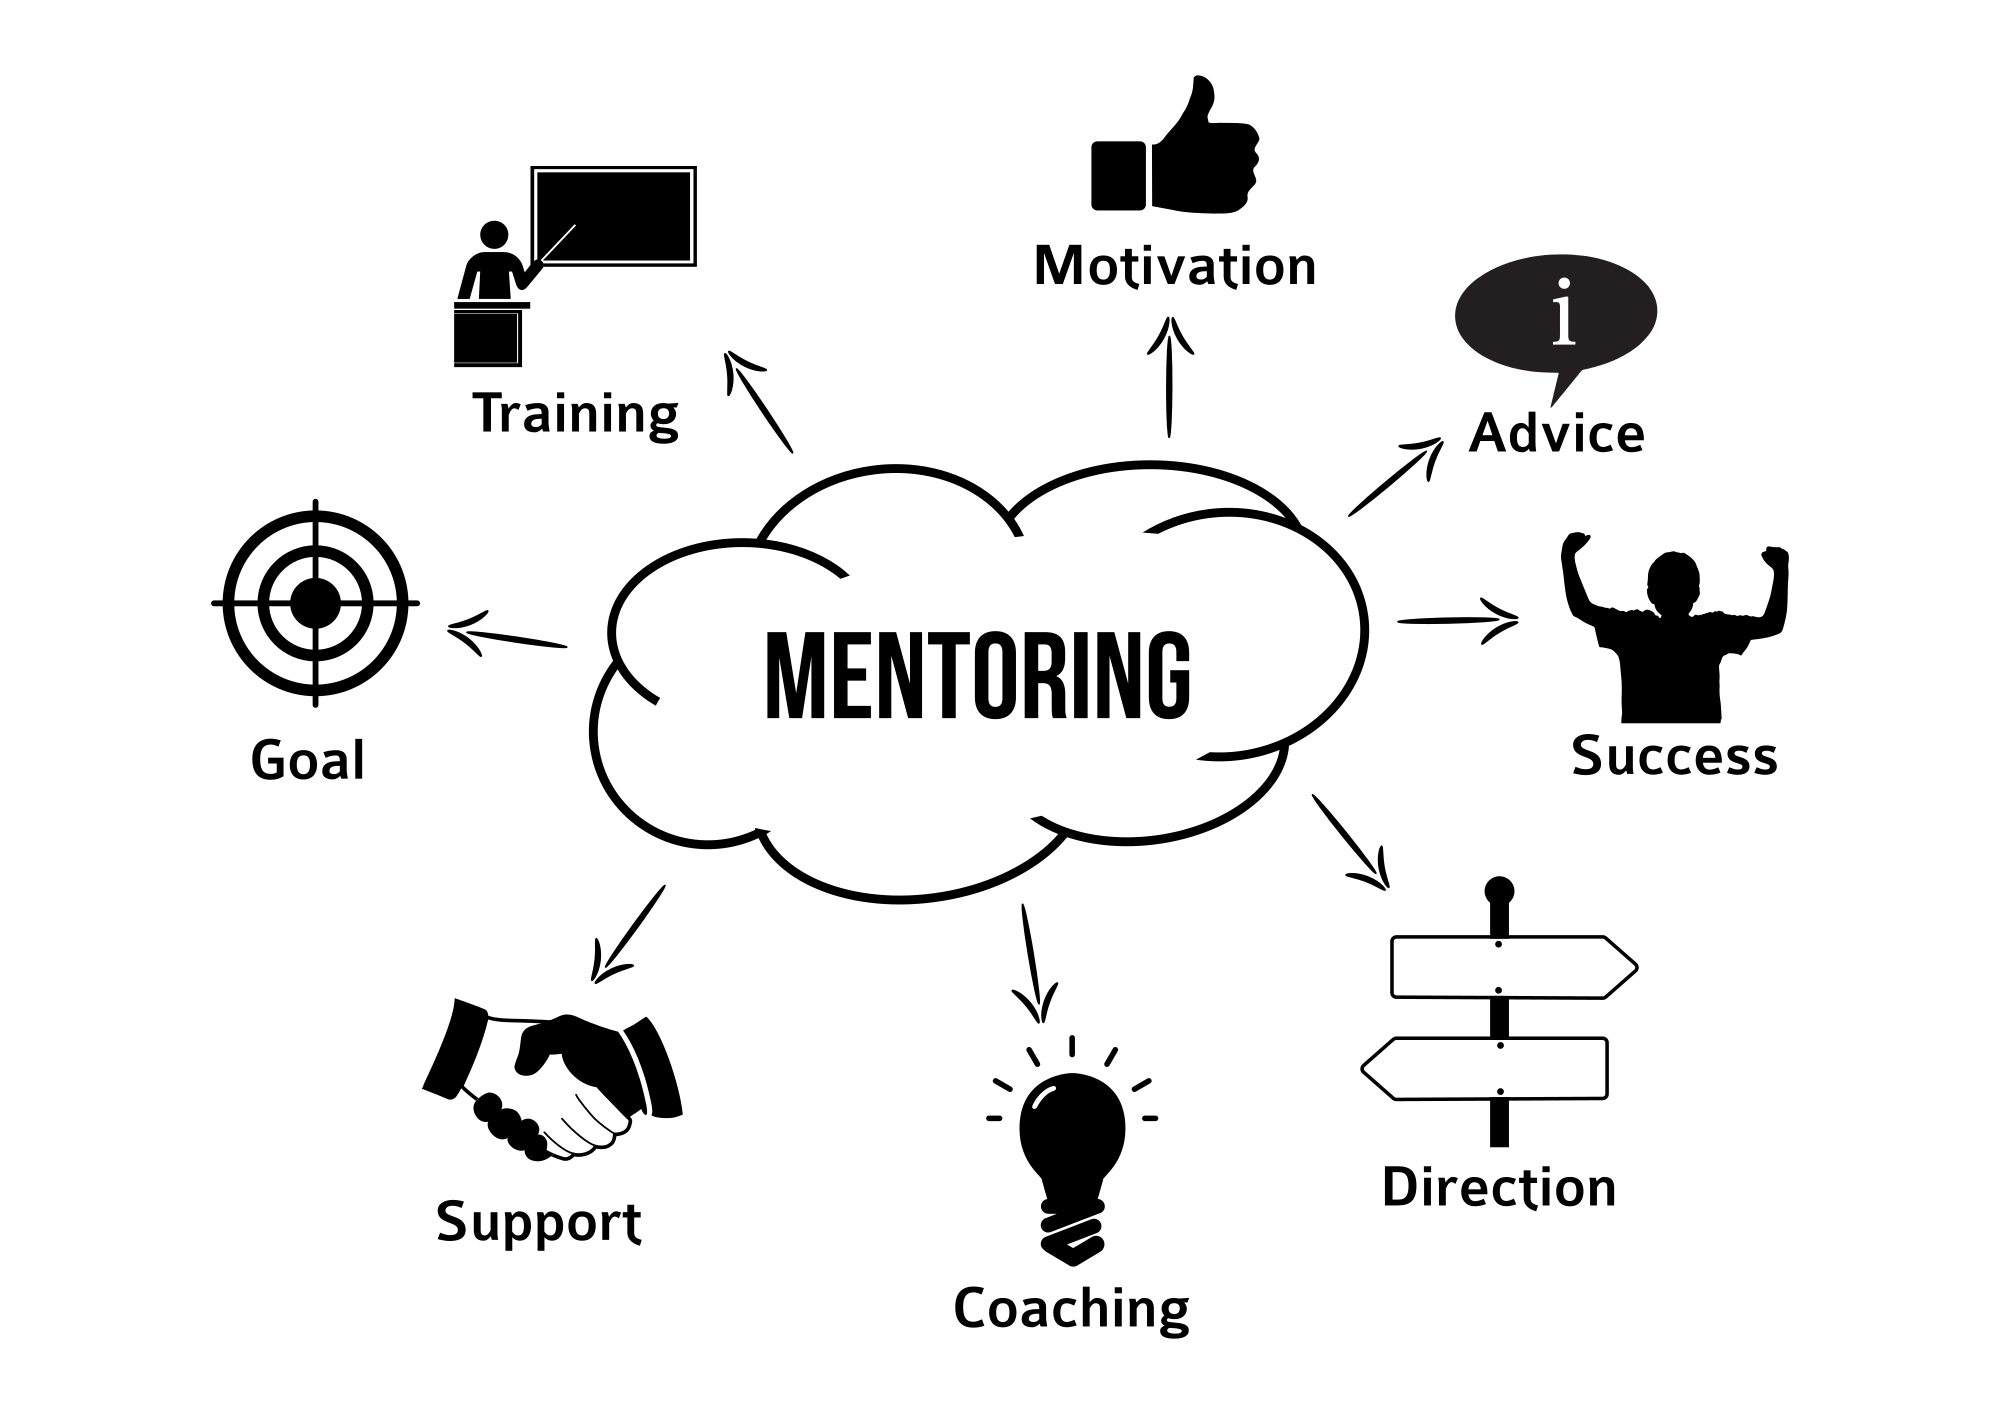 Motivation
Training
i
Advice
MENTORING
Goal
Success
Direction
Support
Coaching